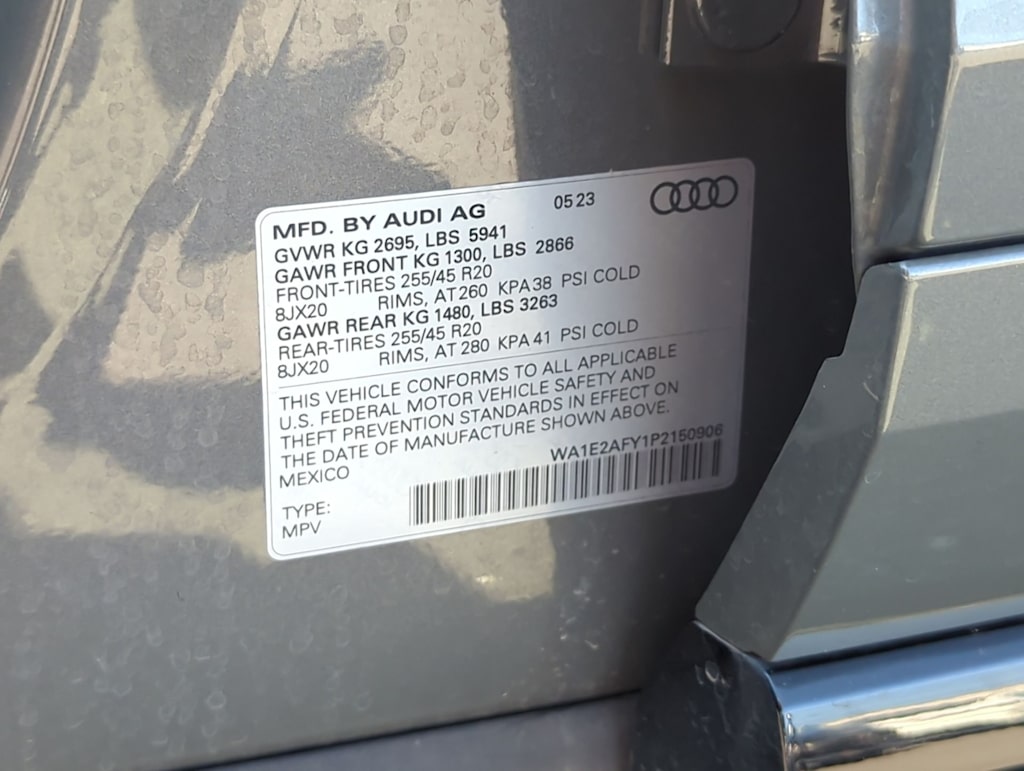 MFD. BY AUDI AG 05 23
GVWR KG 2695, LBS 5941
GAWR FRONT KG 1300, LBS 2866
FRONT-TIRES 255/45 R20
8JX20 RIMS, AT 260 KPA 38 PSI COLD
GAWR REAR KG 1480, LBS 3263
REAR-TIRES 255/45 R20
8JX20 RIMS, AT 280 KPA 41 PSI COLD
THIS VEHICLE CONFORMS TO ALL APPLICABLE
U.S. FEDERAL MOTOR VEHICLE SAFETY AND
THEFT PREVENTION STANDARDS IN EFFECT ON
THE DATE OF MANUFACTURE SHOWN ABOVE.
MEXICO WA1E2AFY1P2150906
TYPE:
MPV